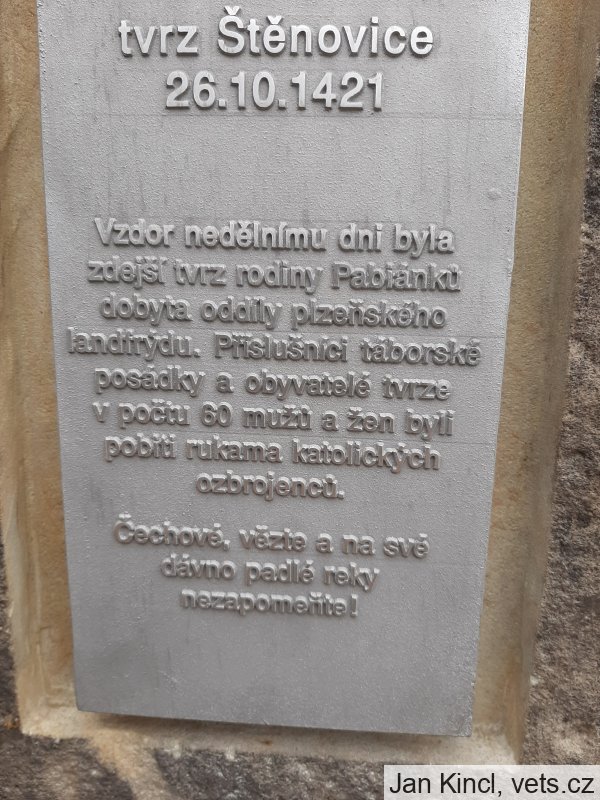 tvrz Štěnovice
26.10.1421
Vzdor nedělnímu dni byla
zdejší tvrz rodiny Pabiánků
dobyta oddíly plzeňského
landfrýdu. Příslušníci táborské
posádky a obyvatelé tvrze
v počtu 60 mužů a žen byli
pobiti rukama katolických
ozbrojenců.
Čechové, vězte a na své
dávno padlé reky
nezapomeňte!
Jan Kincl, vets.cz